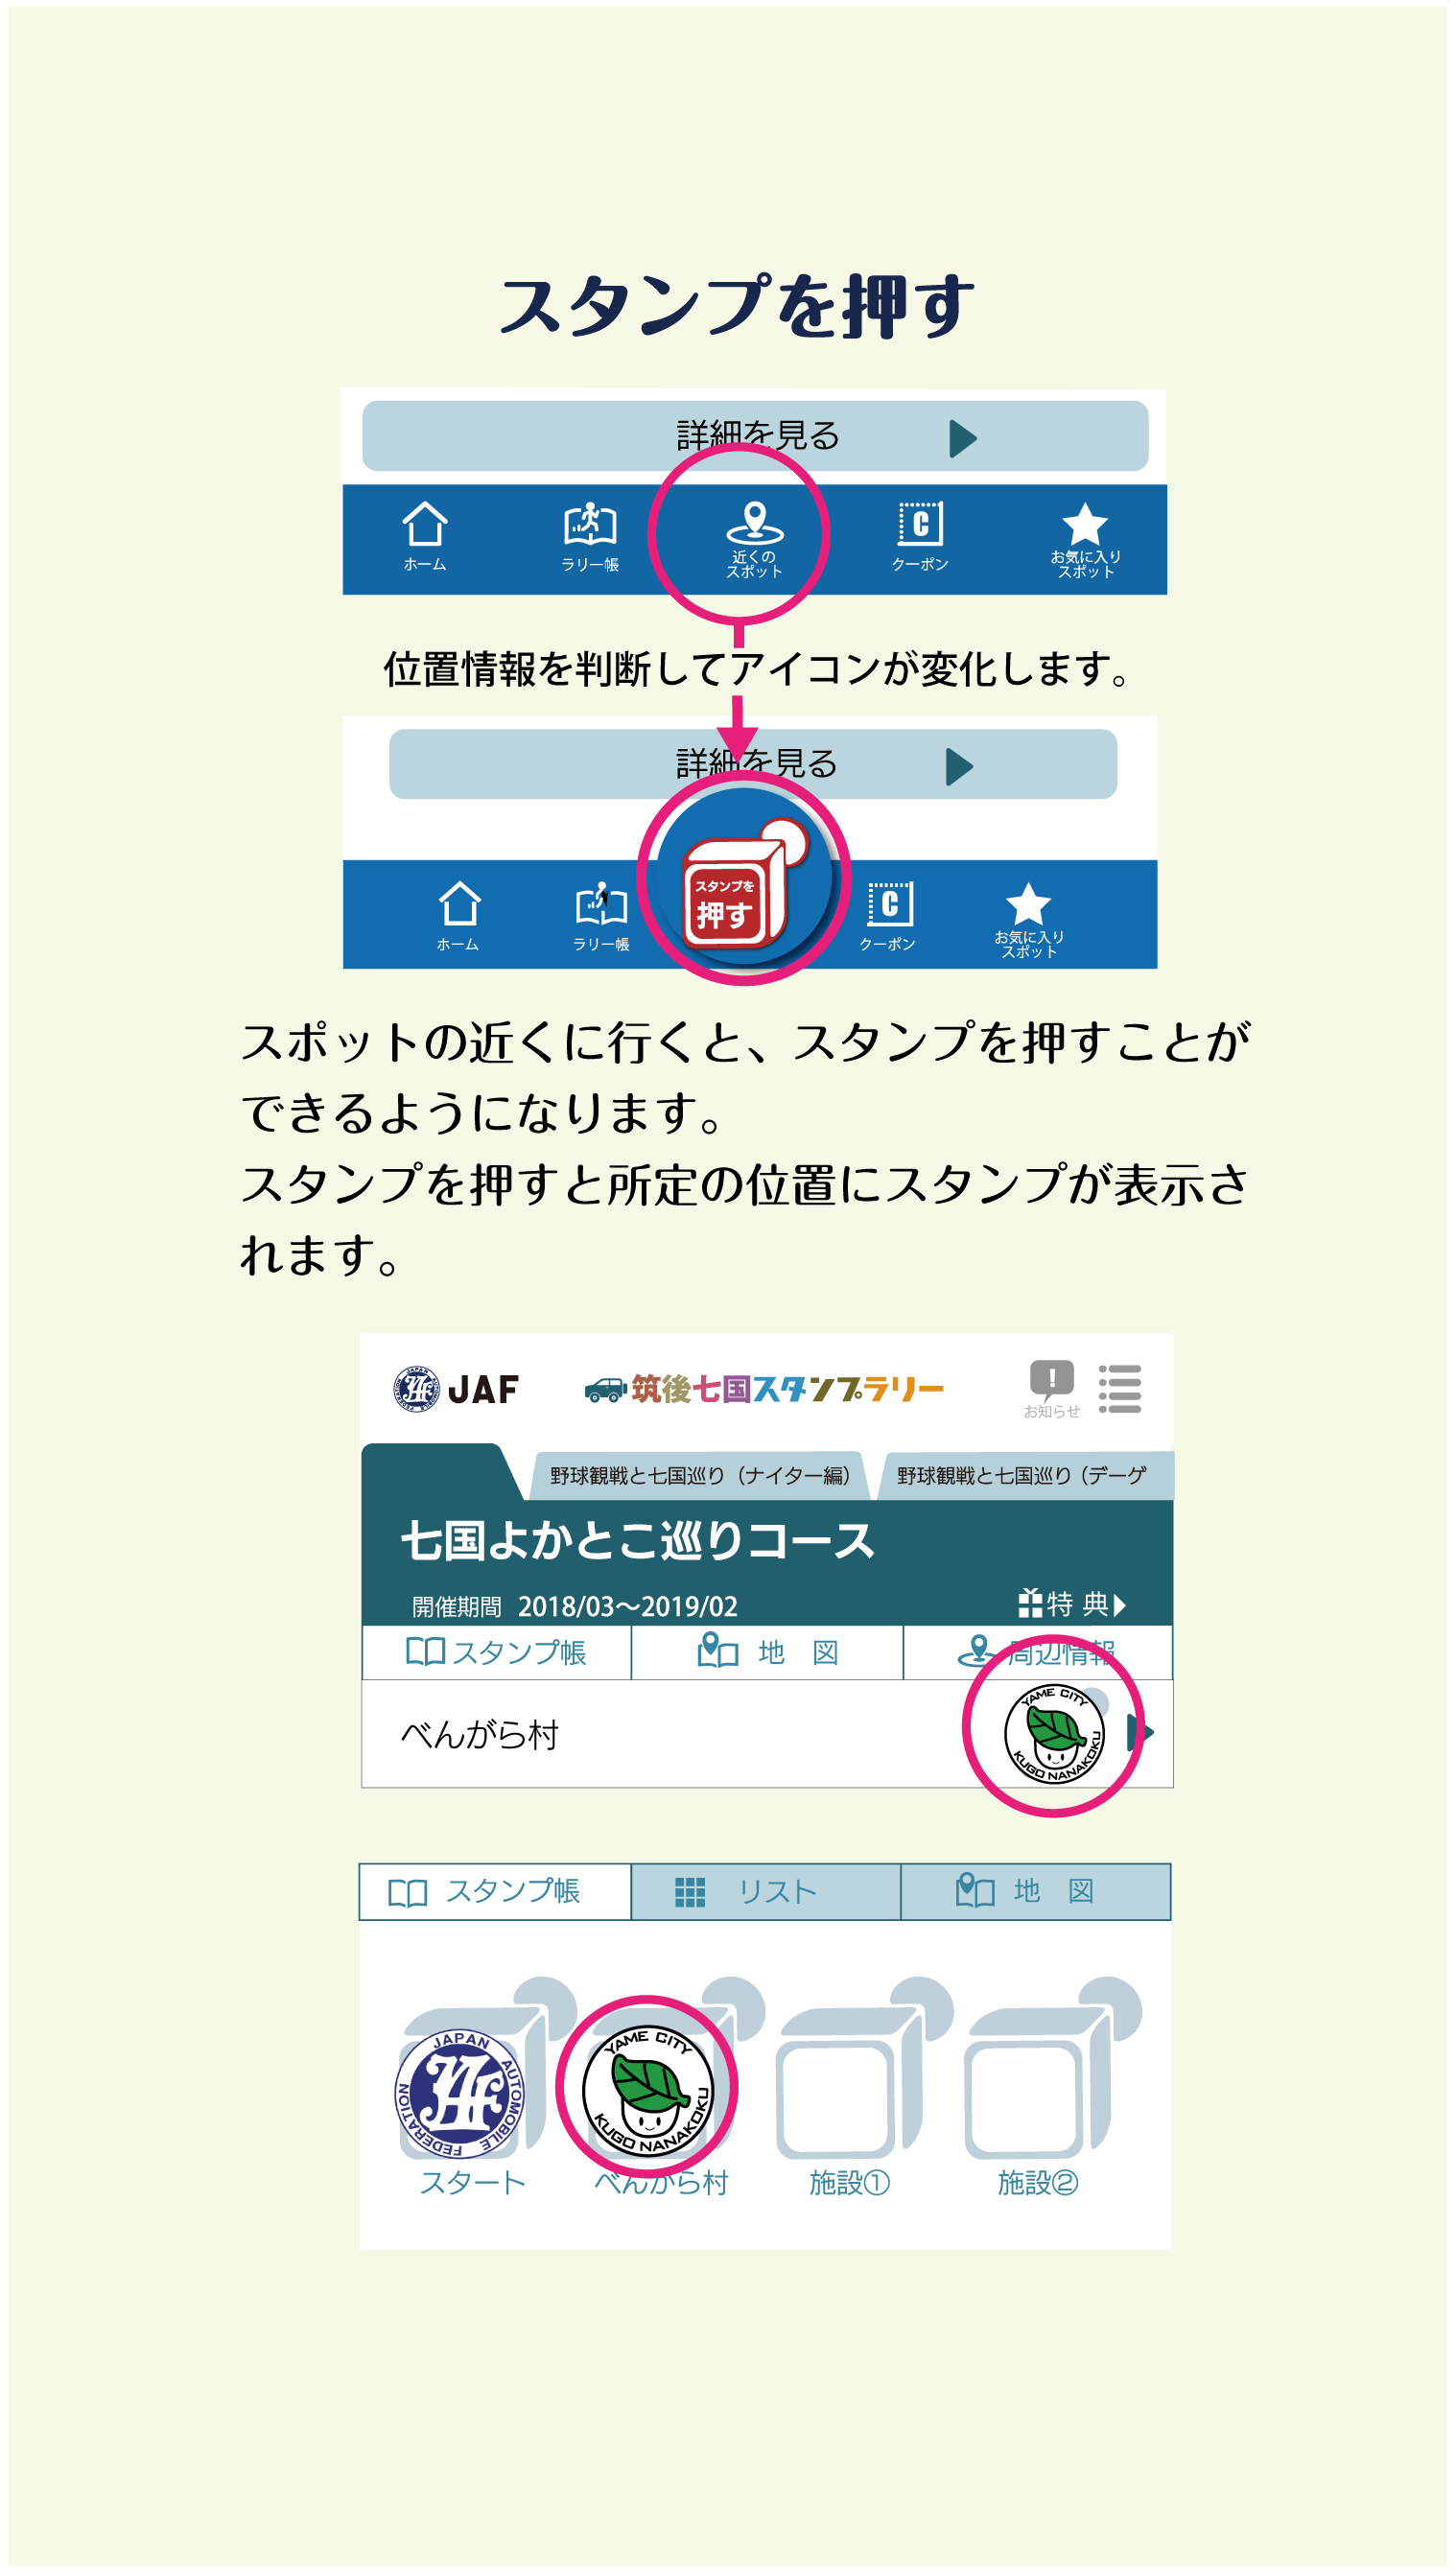 スタンプを押す
詳細を見る
ホーム
ラリー帳
近くの
スポット
クーポン
お気に入り
スポット
位置情報を判断してアイコンが変化します。
詳細を見る
ホーム
ラリー帳
スタンプを
押す
クーポン
お気に入り
スポット
スポットの近くに行くと、スタンプを押すことが
できるようになります。
スタンプを押すと所定の位置にスタンプが表示さ
れます。
JAPAN AUTOMOBILE FEDERATION
JAF
筑後七国スタンプラリー
お知らせ
野球観戦と七国巡り（ナイター編）
野球観戦と七国巡り（デーゲ
七国よかとこ巡りコース
開催期間 2018/03～2019/02
特 典
スタンプ帳
地 図
周辺情報
べんがら村
YAME CITY
KUGO NANAKOKU
スタンプ帳
リスト
地 図
JAPAN AUTOMOBILE FEDERATION
JAF
YAME CITY
KUGO NANAKOKU
スタート
べんがら村
施設①
施設②